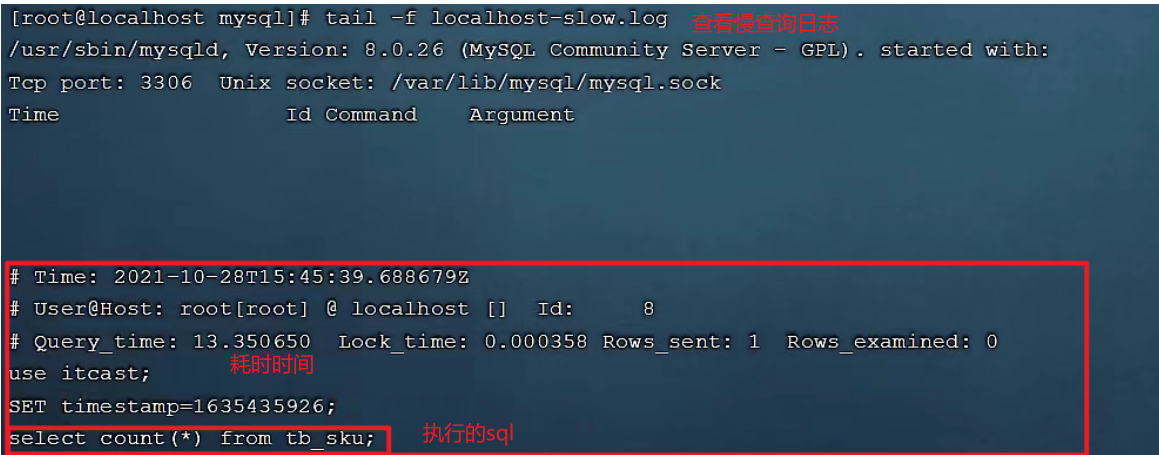 [root@localhost mysql]# tail -f localhost-slow.log 查看慢查询日志
/usr/sbin/mysqld, Version: 8.0.26 (MySQL Community Server - GPL). started with:
Tcp port: 3306  Unix socket: /var/lib/mysql/mysql.sock
Time                 Id Command    Argument
# Time: 2021-10-28T15:45:39.688679Z
# User@Host: root[root] @ localhost []  Id:     8
# Query_time: 13.350650  Lock_time: 0.000358 Rows_sent: 1  Rows_examined: 0
耗时时间
use itcast;
SET timestamp=1635435926;
select count(*) from tb_sku; 执行的sql